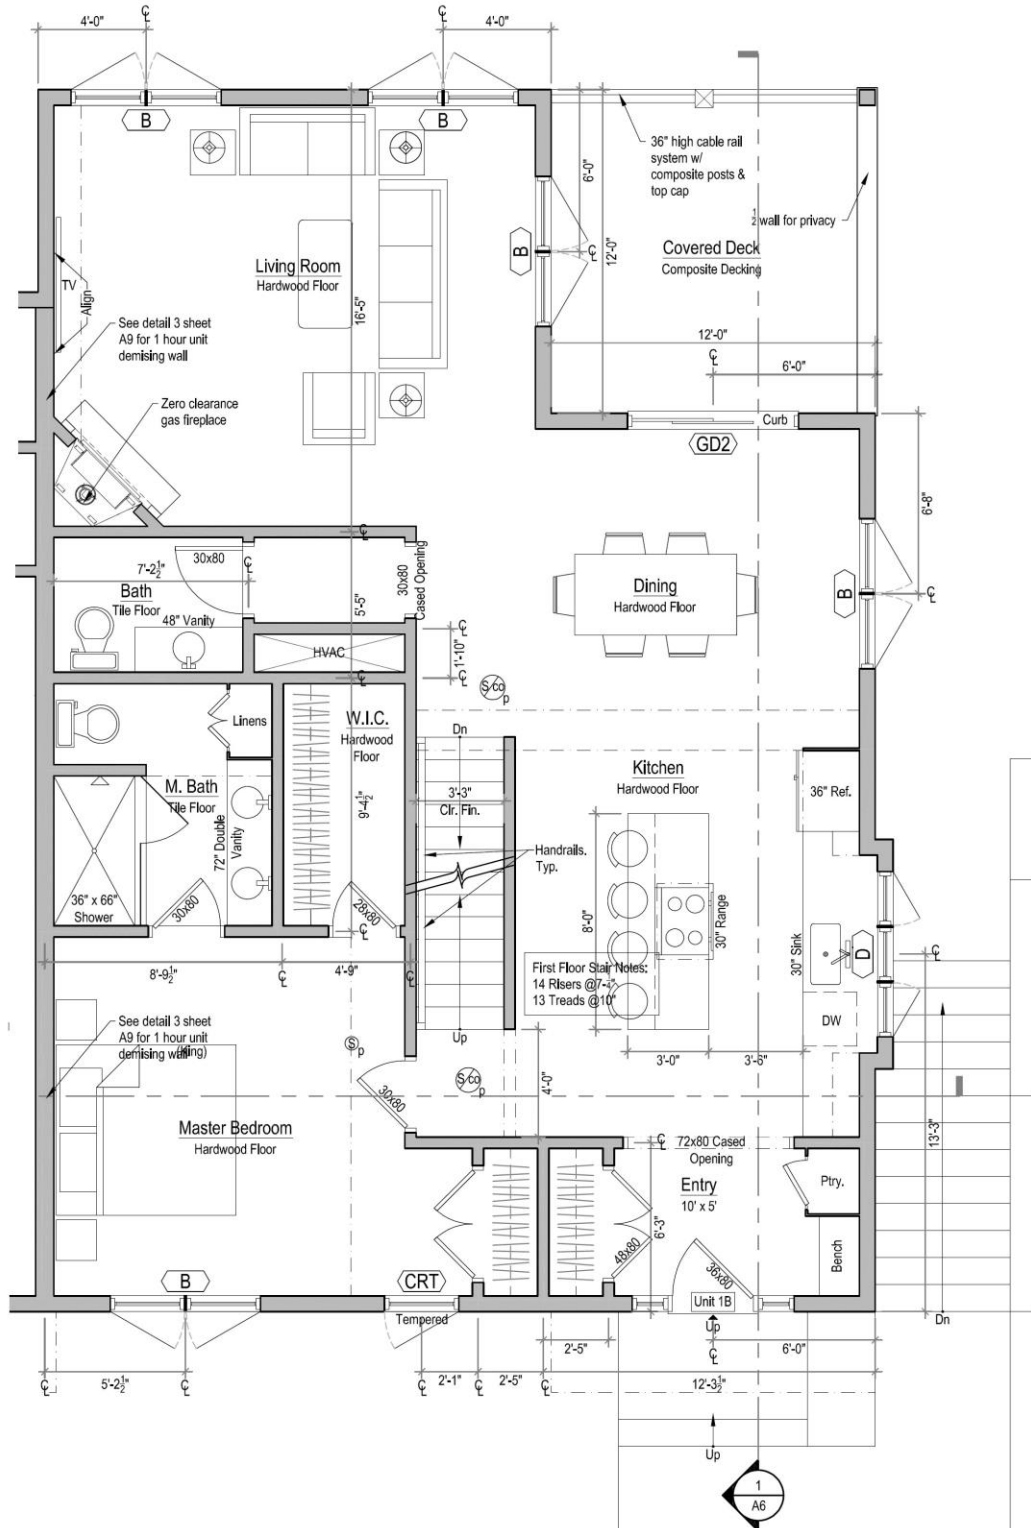 4'-0"
℄
℄
4'-0"
B
B
36" high cable rail
system w/
composite posts &
top cap
6'-0"
12'-0"
½ wall for privacy
B
℄
Covered Deck
Composite Decking
Living Room
Hardwood Floor
TV
Align
16'-5"
See detail 3 sheet
A9 for 1 hour unit
demising wall
12'-0"
℄
6'-0"
Zero clearance
gas fireplace
Curb
GD2
6'-8"
℄
30x80
7'-2½"
℄
30x80
Cased Opening
Bath
Tile Floor
48" Vanity
5'-5"
Dining
Hardwood Floor
B
℄
℄
HVAC
1'-10"
℄
℄
S/co
p
Linens
W.I.C.
Hardwood
Floor
Dn
Kitchen
Hardwood Floor
M. Bath
Tile Floor
72" Double
Vanity
9'-4½"
3'-3"
Clr. Fin.
36" Ref.
Handrails.
Typ.
36" x 66"
Shower
30x80
28x80
℄
8'-0"
30" Range
30" Sink
D
℄
8'-9½"
℄
4'-9"
℄
First Floor Stair Notes:
14 Risers @7-
13 Treads @10"
DW
See detail 3 sheet
A9 for 1 hour unit
demising wall
(King)
S
p
Up
3'-0"
3'-6"
S/co
p
30x80
4'-0"
13'-3"
Master Bedroom
Hardwood Floor
℄
72x80 Cased
Opening
Entry
10' x 5'
Ptry.
6'-3"
48x80
36x80
Bench
B
CRT
Unit 1B
Tempered
Up
Dn
℄
2'-5"
6'-0"
℄
5'-2½"
℄
℄
2'-1"
℄
2'-5"
℄
12'-3½"
Up
1
A6